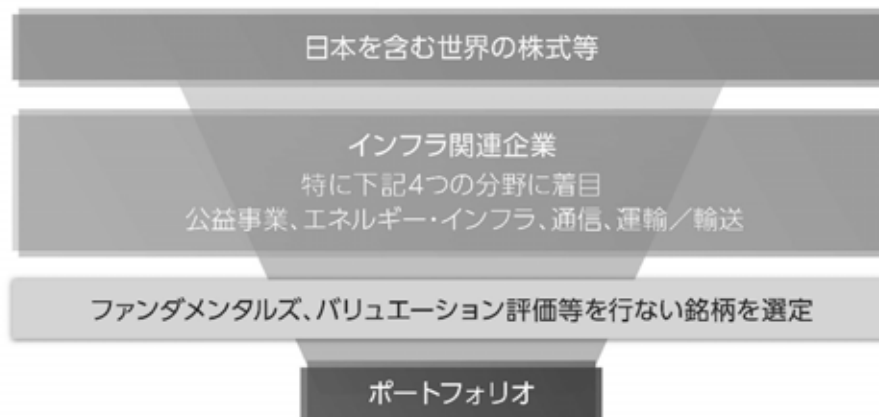 日本を含む世界の株式等
インフラ関連企業
特に下記4つの分野に着目
公益事業、エネルギー・インフラ、通信、運輸／輸送
ファンダメンタルズ、バリュエーション評価等を行ない銘柄を選定
ポートフォリオ